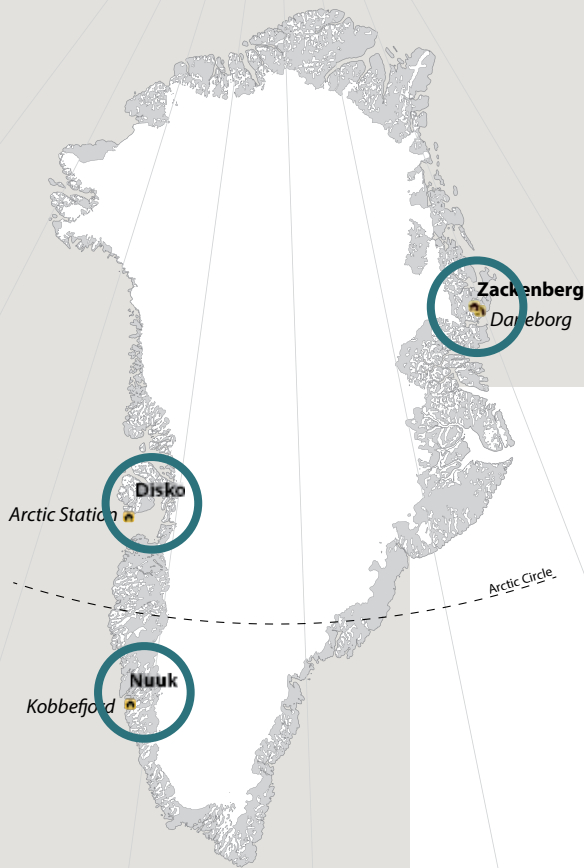 Zackenberg
Daneborg
Disko
Arctic Station
Arctic Circle
Nuuk
Kobbefjord